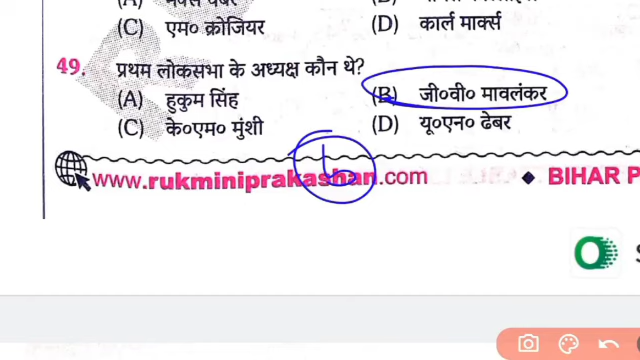 (C) एम० क्रोजियर (D) कार्ल मार्क्स
49. प्रथम लोकसभा के अध्यक्ष कौन थे?
(A) हुकुम सिंह (B) जी०वी० मावलंकर
(C) के०एम० मुंशी (D) यू०एन० ढेबर
b
www.rukminiprakashan.com ◆ BIHAR P